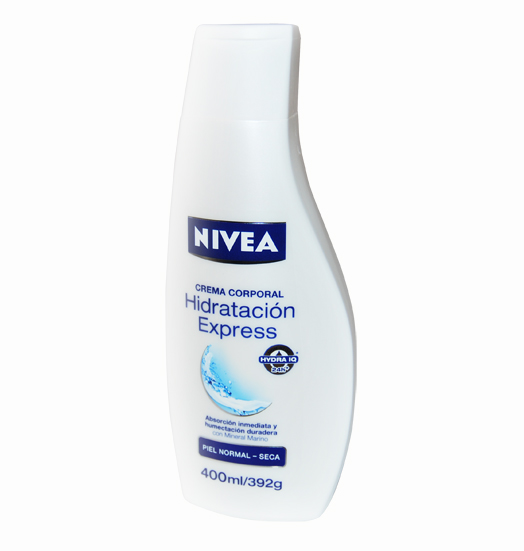 NIVEA
CREMA CORPORAL
Hidratación
Express
HYDRA IQ
24h+
Absorción inmediata y
humectación duradera
con Mineral Marino
PIEL NORMAL – SECA
400ml/392g